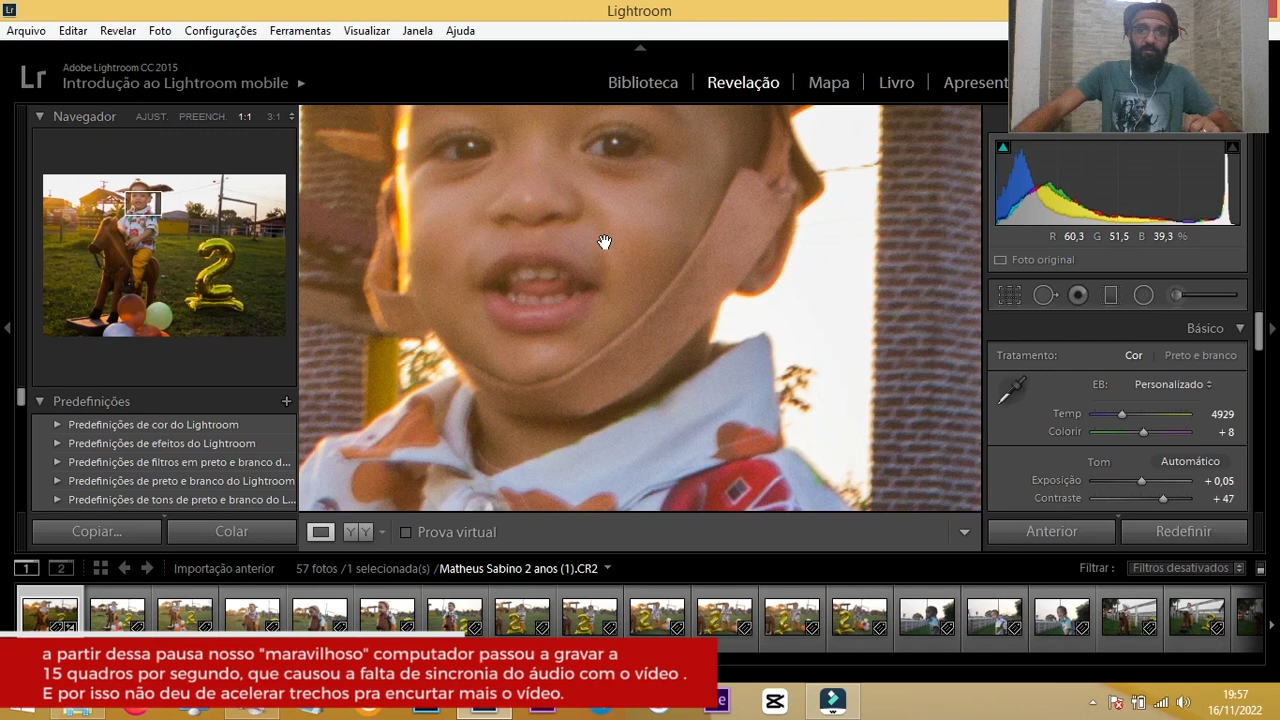 Lr
Lightroom
Arquivo Editar Revelar Foto Configurações Ferramentas Visualizar Janela Ajuda
Lr
Adobe Lightroom CC 2015
Introdução ao Lightroom mobile
Biblioteca Revelação Mapa Livro
Navegador AJUST. PREENCH. 1:1 3:1
R 60,3 G 51,5 B 39,3 %
Foto original
Básico
Tratamento: Cor Preto e branco
EB: Personalizado
Temp 4929
Colorir + 8
Tom Automático
Exposição + 0,05
Contraste + 47
Predefinições
Predefinições de cor do Lightroom
Predefinições de efeitos do Lightroom
Predefinições de filtros em preto e branco d...
Predefinições de preto e branco do Lightroom
Predefinições de tons de preto e branco do L...
Copiar... Colar
Y Y Prova virtual
Anterior Redefinir
1 2 Importação anterior 57 fotos /1 selecionada(s) /Matheus Sabino 2 anos (1).CR2 Filtrar : Filtros desativados
a partir dessa pausa nosso "maravilhoso" computador passou a gravar a
15 quadros por segundo, que causou a falta de sincronia do áudio com o vídeo .
E por isso não deu de acelerar trechos pra encurtar mais o vídeo.
19:57
16/11/2022